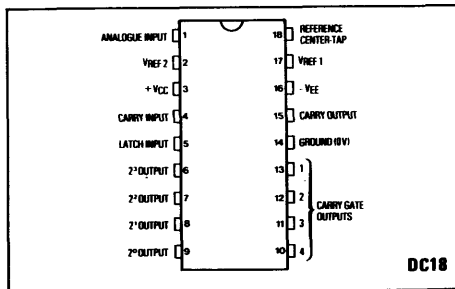 ANALOGUE INPUT 1
VREF 2 2
+VCC 3
CARRY INPUT 4
LATCH INPUT 5
2³ OUTPUT 6
2² OUTPUT 7
2¹ OUTPUT 8
2⁰ OUTPUT 9
18 REFERENCE
CENTER-TAP
17 VREF 1
16 -VEE
15 CARRY OUTPUT
14 GROUND (0V)
13 1
12 2
11 3
10 4
CARRY GATE
OUTPUTS
DC18